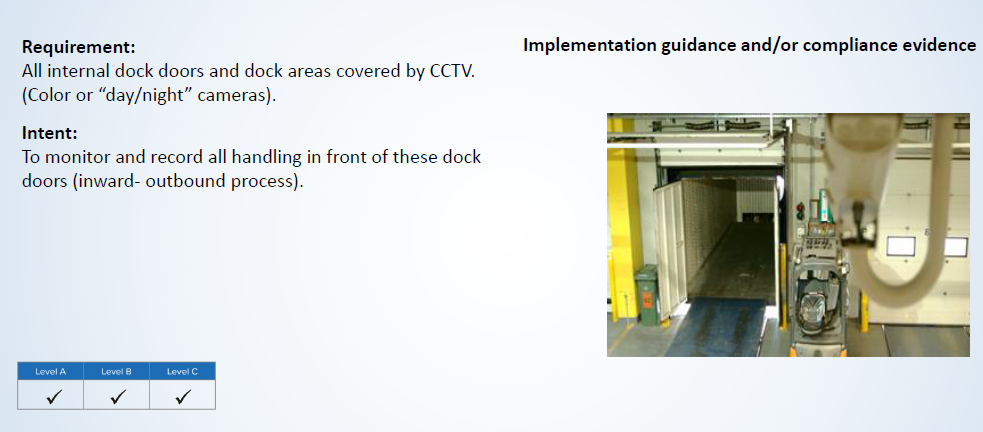 Requirement:
All internal dock doors and dock areas covered by CCTV.
(Color or “day/night” cameras).
Intent:
To monitor and record all handling in front of these dock
doors (inward- outbound process).
Implementation guidance and/or compliance evidence
Level A Level B Level C
✓ ✓ ✓